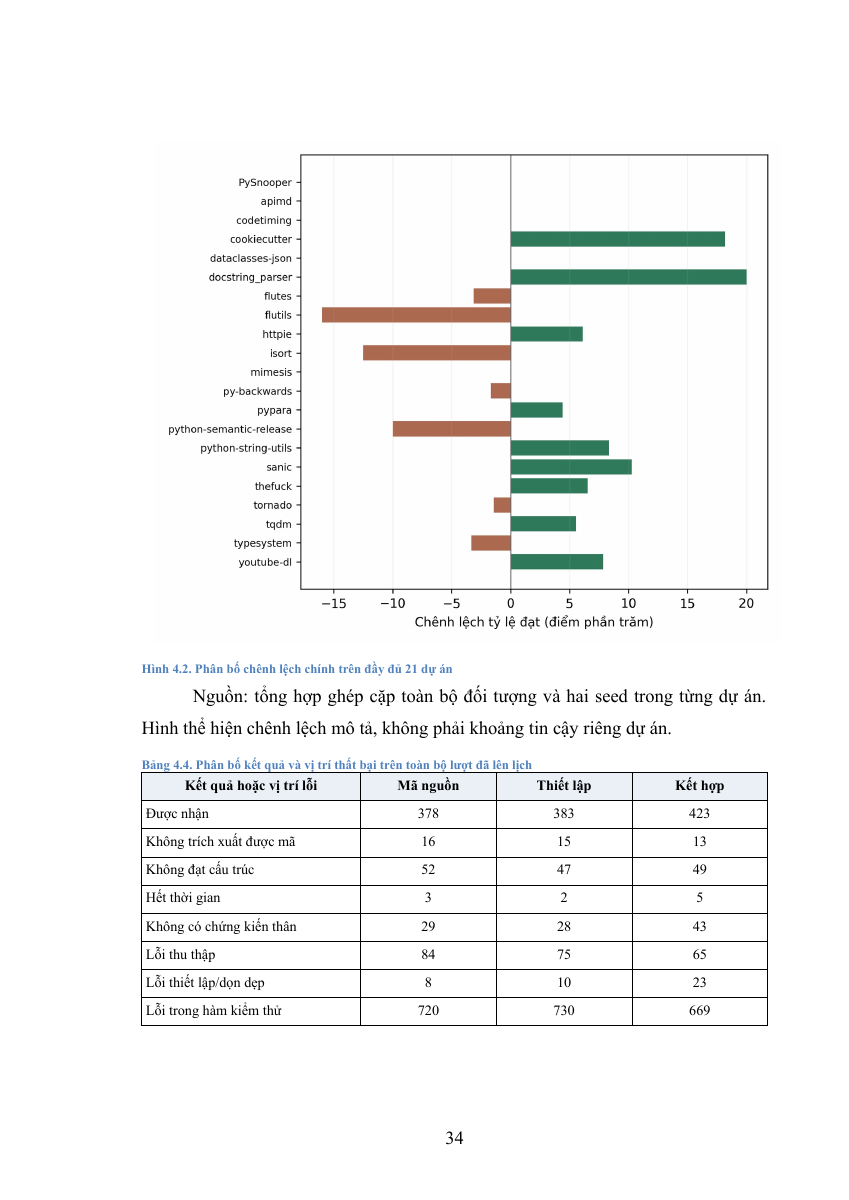 PySnooper
apimd
codetiming
cookiecutter
dataclasses-json
docstring_parser
flutes
flutils
httpie
isort
mimesis
py-backwards
pypara
python-semantic-release
python-string-utils
sanic
thefuck
tornado
tqdm
typesystem
youtube-dl
−15 −10 −5 0 5 10 15 20
Chênh lệch tỷ lệ đạt (điểm phần trăm)
Hình 4.2. Phân bố chênh lệch chính trên đầy đủ 21 dự án
Nguồn: tổng hợp ghép cặp toàn bộ đối tượng và hai seed trong từng dự án.
Hình thể hiện chênh lệch mô tả, không phải khoảng tin cậy riêng dự án.
Bảng 4.4. Phân bố kết quả và vị trí thất bại trên toàn bộ lượt đã lên lịch
Kết quả hoặc vị trí lỗi Mã nguồn Thiết lập Kết hợp
Được nhận 378 383 423
Không trích xuất được mã 16 15 13
Không đạt cấu trúc 52 47 49
Hết thời gian 3 2 5
Không có chứng kiến thân 29 28 43
Lỗi thu thập 84 75 65
Lỗi thiết lập/dọn dẹp 8 10 23
Lỗi trong hàm kiểm thử 720 730 669
34